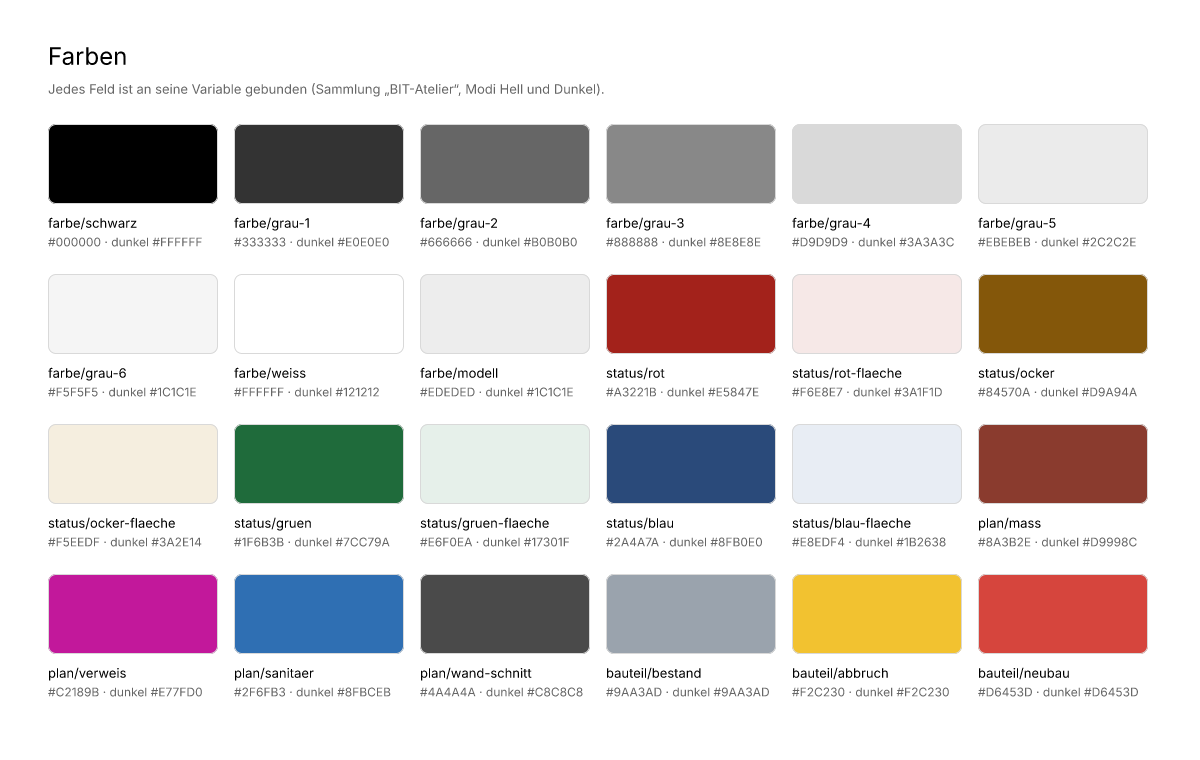 Farben
Jedes Feld ist an seine Variable gebunden (Sammlung „BIT-Atelier“, Modi Hell und Dunkel).
farbe/schwarz
#000000 · dunkel #FFFFFF
farbe/grau-1
#333333 · dunkel #E0E0E0
farbe/grau-2
#666666 · dunkel #B0B0B0
farbe/grau-3
#888888 · dunkel #8E8E8E
farbe/grau-4
#D9D9D9 · dunkel #3A3A3C
farbe/grau-5
#EBEBEB · dunkel #2C2C2E
farbe/grau-6
#F5F5F5 · dunkel #1C1C1E
farbe/weiss
#FFFFFF · dunkel #121212
farbe/modell
#EDEDED · dunkel #1C1C1E
status/rot
#A3221B · dunkel #E5847E
status/rot-flaeche
#F6E8E7 · dunkel #3A1F1D
status/ocker
#84570A · dunkel #D9A94A
status/ocker-flaeche
#F5EEDF · dunkel #3A2E14
status/gruen
#1F6B3B · dunkel #7CC79A
status/gruen-flaeche
#E6F0EA · dunkel #17301F
status/blau
#2A4A7A · dunkel #8FB0E0
status/blau-flaeche
#E8EDF4 · dunkel #1B2638
plan/mass
#8A3B2E · dunkel #D9998C
plan/verweis
#C2189B · dunkel #E77FD0
plan/sanitaer
#2F6FB3 · dunkel #8FBCEB
plan/wand-schnitt
#4A4A4A · dunkel #C8C8C8
bauteil/bestand
#9AA3AD · dunkel #9AA3AD
bauteil/abbruch
#F2C230 · dunkel #F2C230
bauteil/neubau
#D6453D · dunkel #D6453D